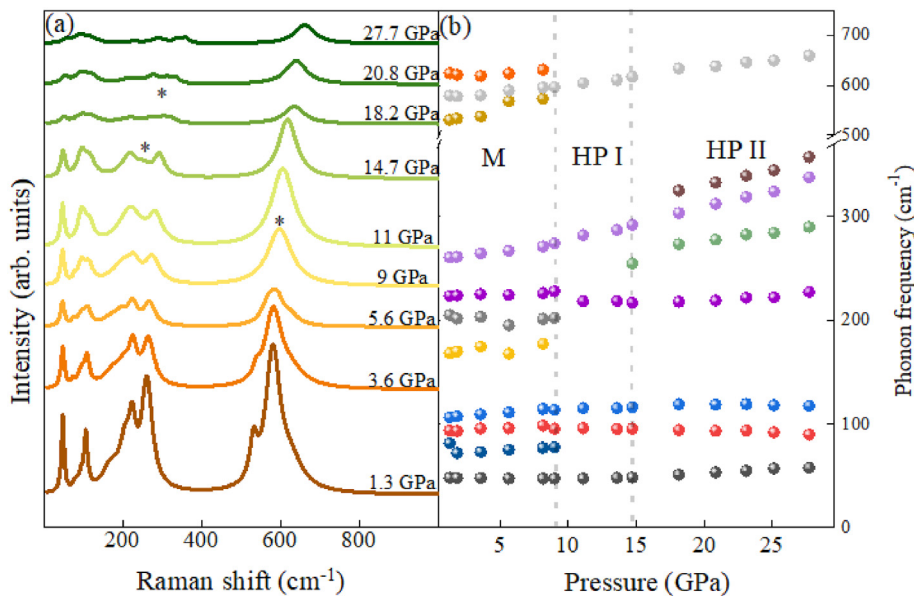 (a)
27.7 GPa
20.8 GPa
*
18.2 GPa
*
14.7 GPa
11 GPa
*
9 GPa
5.6 GPa
3.6 GPa
1.3 GPa
Intensity (arb. units)
200 400 600 800
Raman shift (cm⁻¹)
(b)
M
HP I
HP II
700
600
500
300
200
100
0
Phonon frequency (cm⁻¹)
5 10 15 20 25
Pressure (GPa)